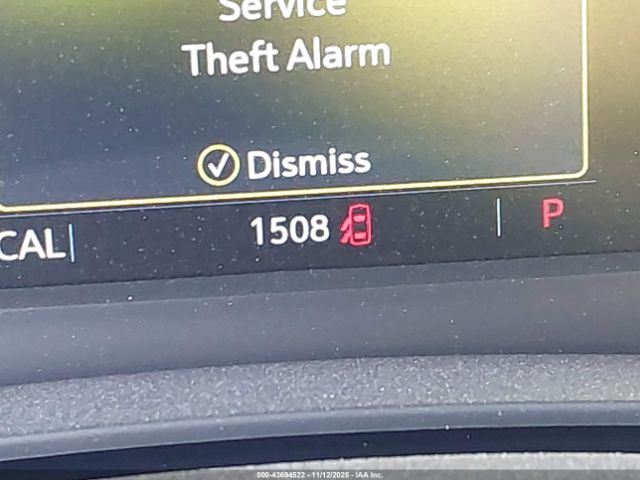 Service
Theft Alarm
Dismiss
CAL 1508 P
000-43694522 - 11/12/2025 - IAA Inc.